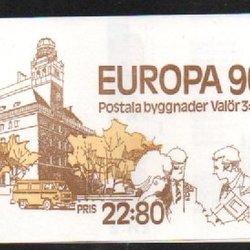 EUROPA 90
Postala byggnader Valör 3:
PRIS 22:80